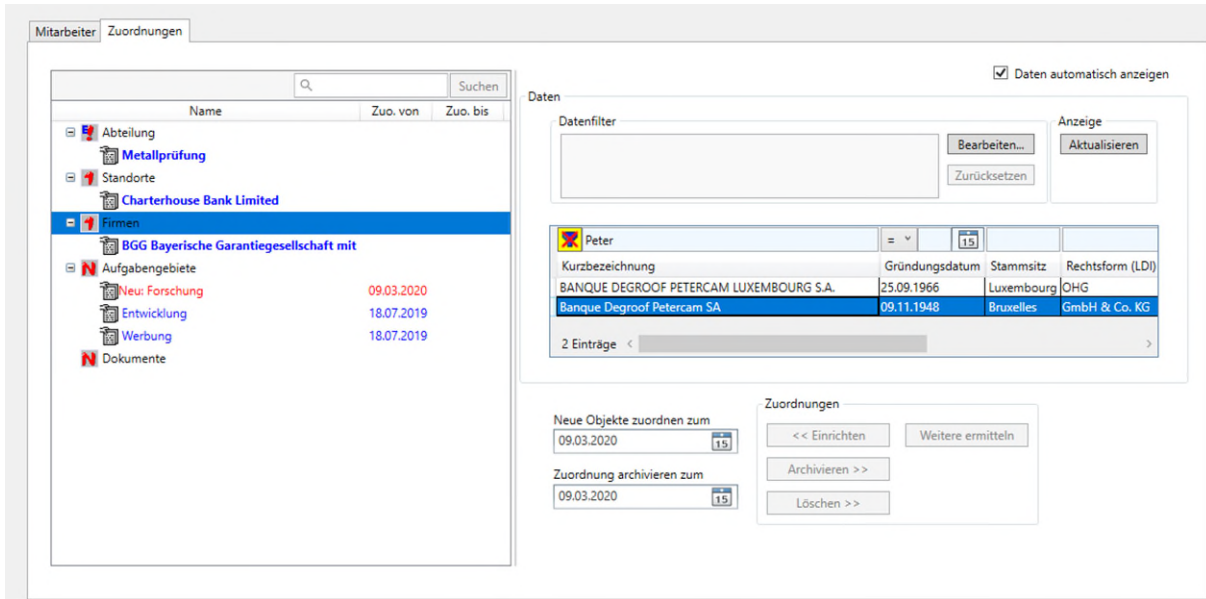 Mitarbeiter Zuordnungen
Daten automatisch anzeigen
Suchen
Name Zuo. von Zuo. bis
Abteilung
Metallprüfung
Standorte
Charterhouse Bank Limited
Firmen
BGG Bayerische Garantiegesellschaft mit
Aufgabengebiete
Neu: Forschung 09.03.2020
Entwicklung 18.07.2019
Werbung 18.07.2019
Dokumente
Daten
Datenfilter
Bearbeiten...
Zurücksetzen
Anzeige
Aktualisieren
Peter = 15
Kurzbezeichnung Gründungsdatum Stammsitz Rechtsform (LDI)
BANQUE DEGROOF PETERCAM LUXEMBOURG S.A. 25.09.1966 Luxembourg OHG
Banque Degroof Petercam SA 09.11.1948 Bruxelles GmbH & Co. KG
2 Einträge
Neue Objekte zuordnen zum
09.03.2020 15
Zuordnung archivieren zum
09.03.2020 15
Zuordnungen
<< Einrichten Weitere ermitteln
Archivieren >>
Löschen >>